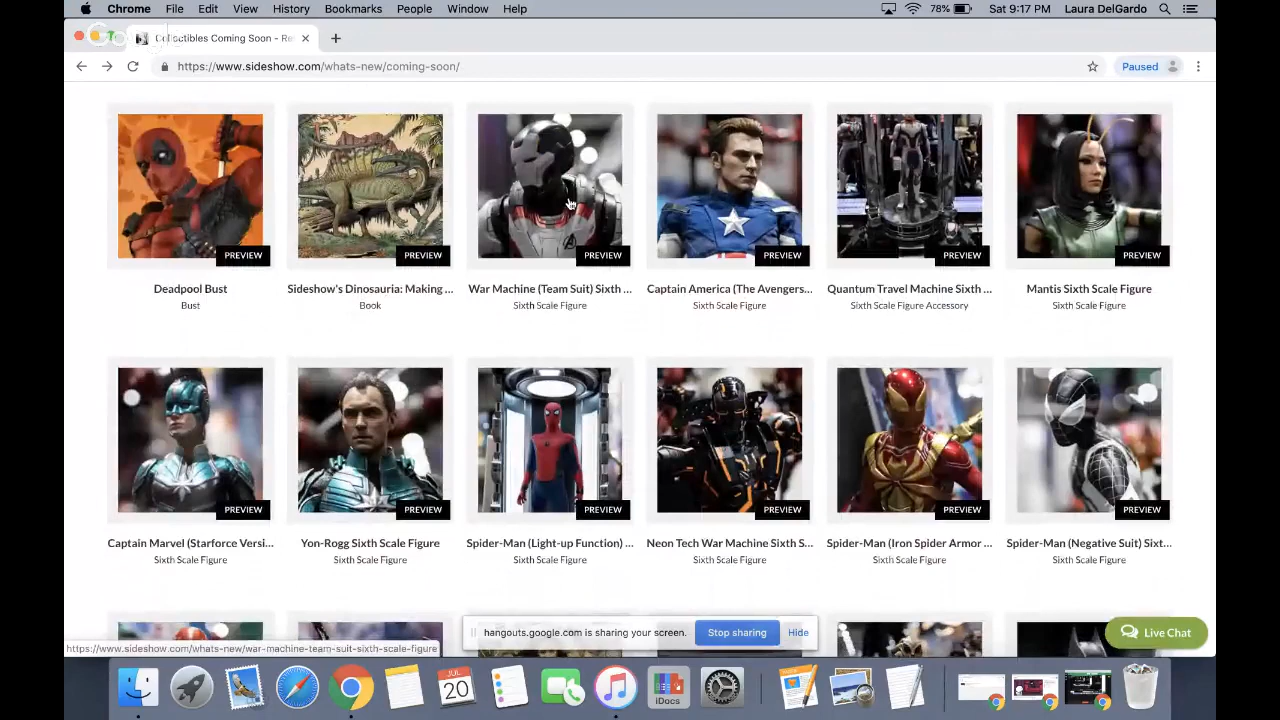 Chrome File Edit View History Bookmarks People Window Help 78% Sat 9:17 PM Laura DelGardo
Collectibles Coming Soon - Re
https://www.sideshow.com/whats-new/coming-soon/ Paused
PREVIEW PREVIEW PREVIEW PREVIEW PREVIEW PREVIEW
Deadpool Bust Sideshow's Dinosauria: Making ... War Machine (Team Suit) Sixth ... Captain America (The Avengers... Quantum Travel Machine Sixth ... Mantis Sixth Scale Figure
Bust Book Sixth Scale Figure Sixth Scale Figure Sixth Scale Figure Accessory Sixth Scale Figure
PREVIEW PREVIEW PREVIEW PREVIEW PREVIEW PREVIEW
Captain Marvel (Starforce Versi... Yon-Rogg Sixth Scale Figure Spider-Man (Light-up Function) ... Neon Tech War Machine Sixth S... Spider-Man (Iron Spider Armor ... Spider-Man (Negative Suit) Sixt...
Sixth Scale Figure Sixth Scale Figure Sixth Scale Figure Sixth Scale Figure Sixth Scale Figure Sixth Scale Figure
hangouts.google.com is sharing your screen. Stop sharing Hide Live Chat
https://www.sideshow.com/whats-new/war-machine-team-suit-sixth-scale-figure
JUL
20
iDocs